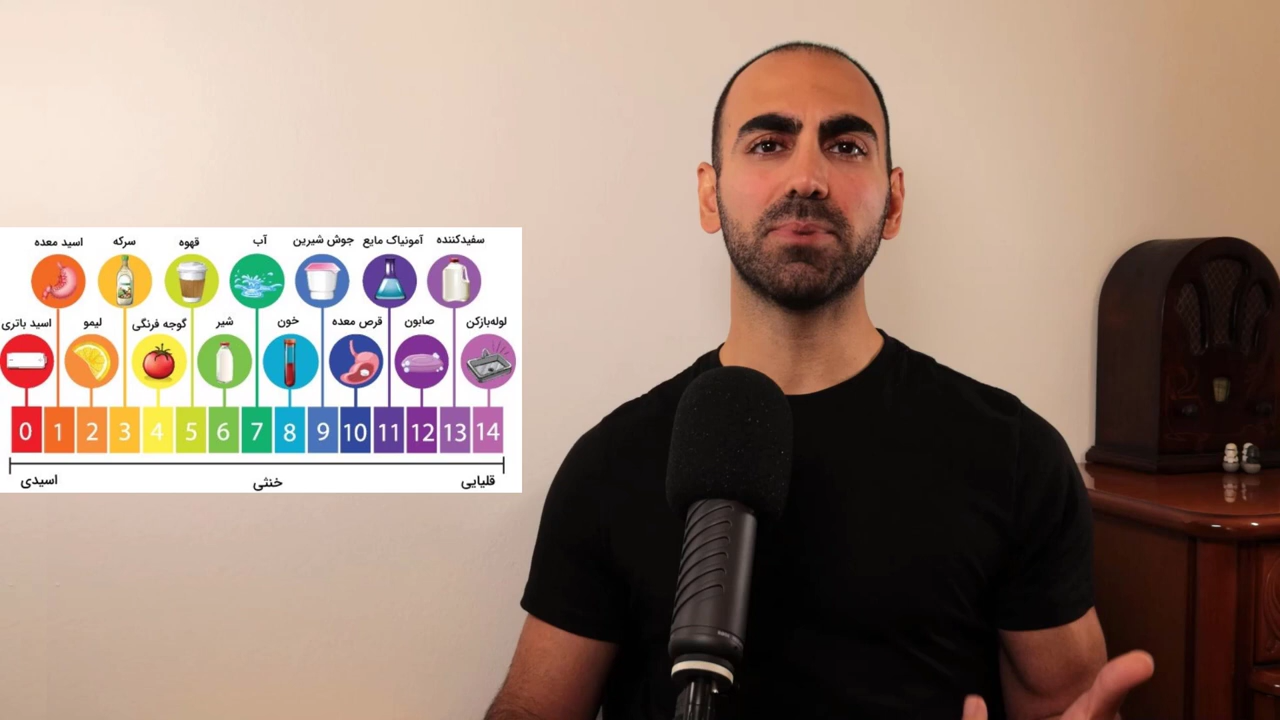 اسید معده سرکه قهوه آب جوش شیرین آمونیاک مایع سفیدکننده
اسید باتری لیمو گوجه فرنگی شیر خون قرص معده صابون لوله‌بازکن
0 1 2 3 4 5 6 7 8 9 10 11 12 13 14
اسیدی خنثی قلیایی